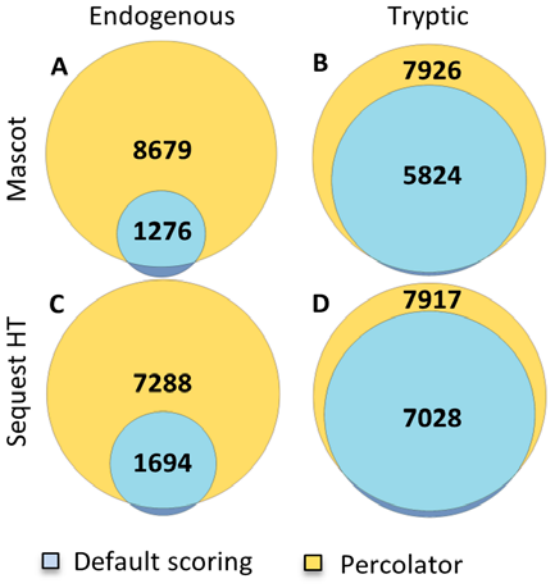 Endogenous Tryptic
A B
Mascot
8679
7926
1276
5824
C D
Sequest HT
7288
7917
1694
7028
Default scoring Percolator